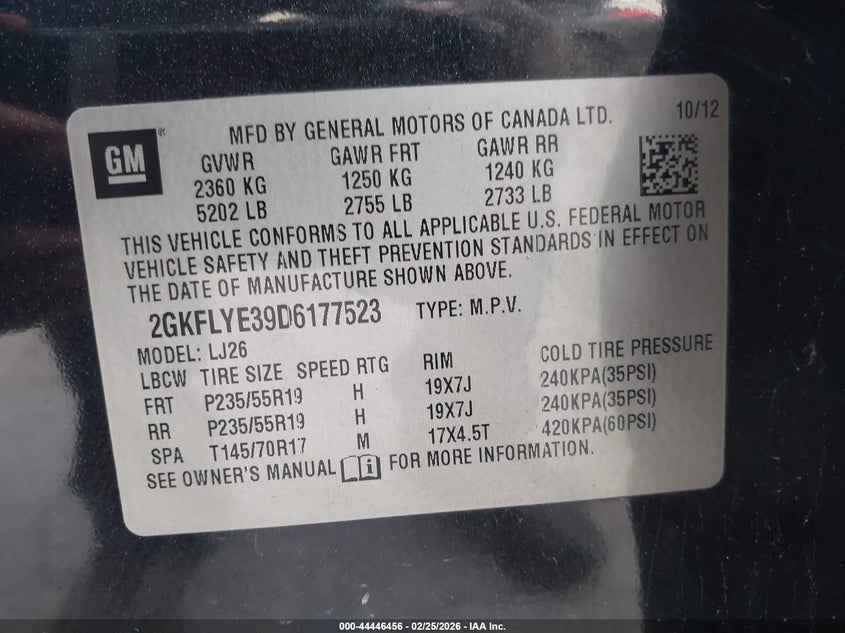 10/12
MFD BY GENERAL MOTORS OF CANADA LTD.
GM®
GVWR GAWR FRT GAWR RR
2360 KG 1250 KG 1240 KG
5202 LB 2755 LB 2733 LB
THIS VEHICLE CONFORMS TO ALL APPLICABLE U.S. FEDERAL MOTOR
VEHICLE SAFETY AND THEFT PREVENTION STANDARDS IN EFFECT ON
THE DATE OF MANUFACTURE SHOWN ABOVE.
2GKFLYE39D6177523 TYPE: M.P.V.
MODEL: LJ26
LBCW TIRE SIZE SPEED RTG RIM COLD TIRE PRESSURE
FRT P235/55R19 H 19X7J 240KPA(35PSI)
RR P235/55R19 H 19X7J 240KPA(35PSI)
SPA T145/70R17 M 17X4.5T 420KPA(60PSI)
SEE OWNER'S MANUAL FOR MORE INFORMATION.
000-44446456 - 02/25/2026 - IAA Inc.